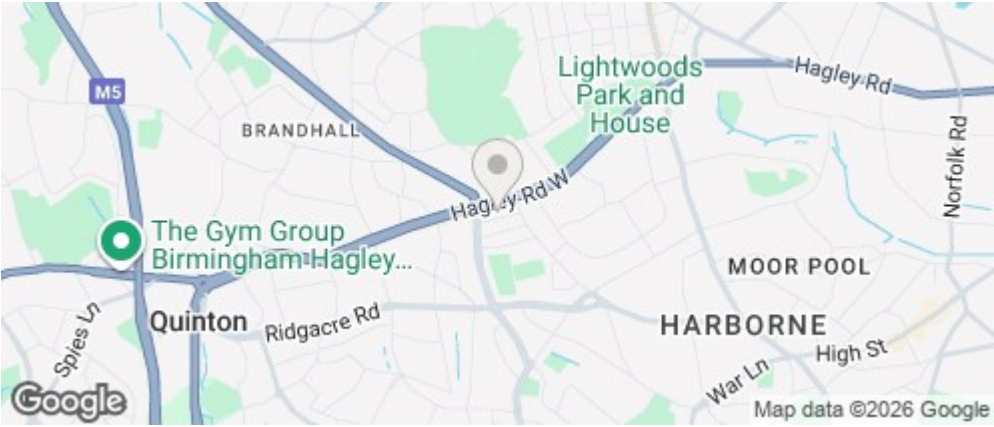 Lightwoods
Park and
House
Hagley Rd
M5
BRANDHALL
Norfolk Rd
Hagley Rd W
The Gym Group
Birmingham Hagley...
MOOR POOL
Spies Ln
Quinton
Ridgacre Rd
HARBORNE
High St
War Ln
Google
Map data ©2026 Google